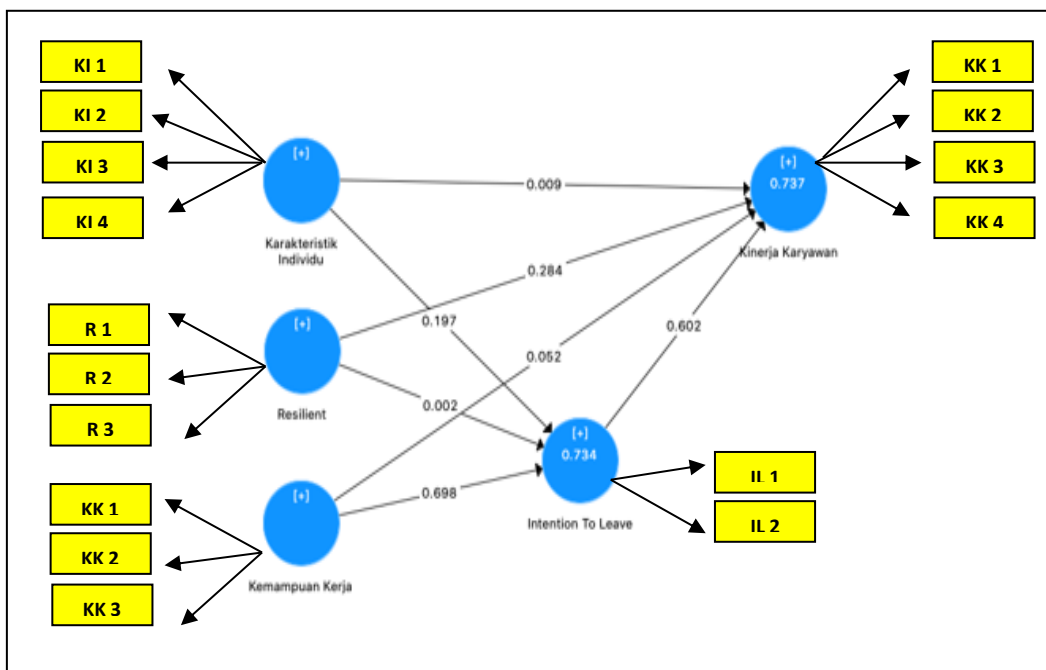 KI 1
KI 2
KI 3
KI 4
[+]
Karakteristik
Individu
R 1
R 2
R 3
[+]
Resilient
KK 1
KK 2
KK 3
[+]
Kemampuan Kerja
0.009
0.197
0.284
0.002
0.052
0.698
0.602
[+]
0.734
Intention To Leave
IL 1
IL 2
[+]
0.737
Kinerja Karyawan
KK 1
KK 2
KK 3
KK 4